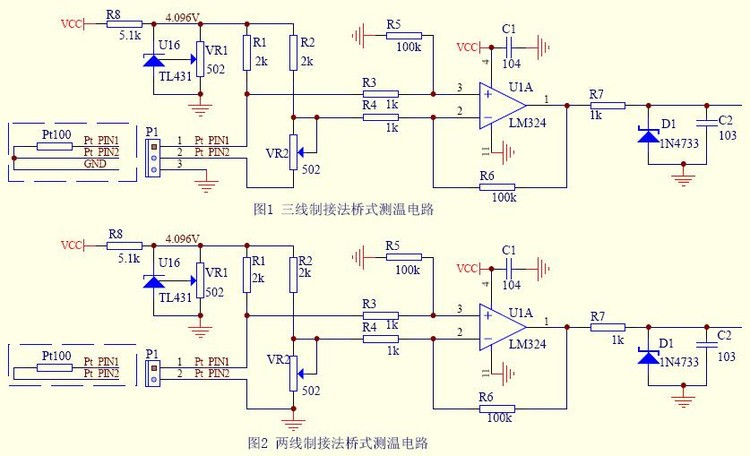 R8
VCC
4.096V
5.1k
U16
TL431
VR1
502
R1
2k
R2
2k
R5
100k
C1
VCC
104
4
R3
1k
R4
1k
3
2
U1A
1
LM324
11
R7
1k
D1
1N4733
C2
103
R6
100k
Pt100
Pt PIN1
Pt PIN2
GND
P1
1 Pt PIN1
2 Pt PIN2
3
VR2
502
图1 三线制接法桥式测温电路
R8
VCC
4.096V
5.1k
U16
TL431
VR1
502
R1
2k
R2
2k
R5
100k
C1
VCC
104
4
R3
1k
R4
1k
3
2
U1A
1
LM324
11
R7
1k
D1
1N4733
C2
103
R6
100k
Pt100
Pt PIN1
Pt PIN2
P1
1 Pt PIN1
2 Pt PIN2
VR2
502
图2 两线制接法桥式测温电路